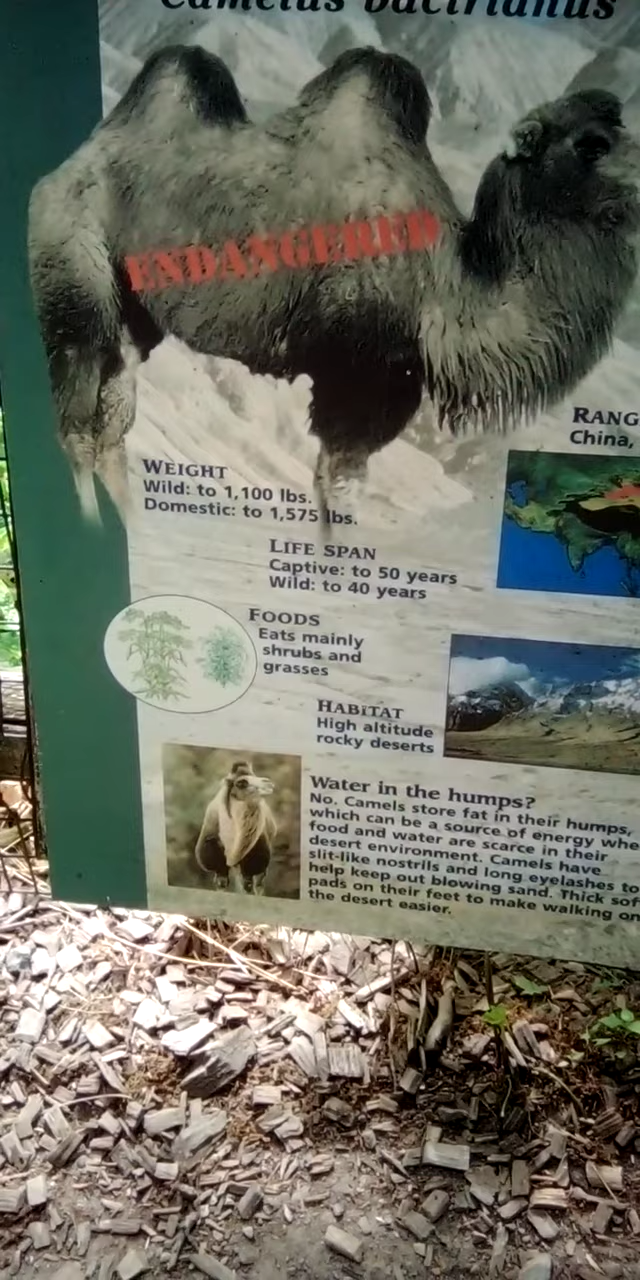 Camelus bactrianus
ENDANGERED
RANG
China,
WEIGHT
Wild: to 1,100 lbs.
Domestic: to 1,575 lbs.
LIFE SPAN
Captive: to 50 years
Wild: to 40 years
FOODS
Eats mainly
shrubs and
grasses
HABITAT
High altitude
rocky deserts
Water in the humps?
No. Camels store fat in their humps,
which can be a source of energy whe
food and water are scarce in their
desert environment. Camels have
slit-like nostrils and long eyelashes to
help keep out blowing sand. Thick sof
pads on their feet to make walking on
the desert easier.